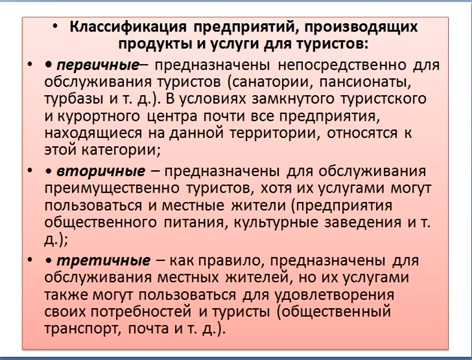 • Классификация предприятий, производящих
продукты и услуги для туристов:
• • первичные– предназначены непосредственно для
обслуживания туристов (санатории, пансионаты,
турбазы и т. д.). В условиях замкнутого туристского
и курортного центра почти все предприятия,
находящиеся на данной территории, относятся к
этой категории;
• • вторичные – предназначены для обслуживания
преимущественно туристов, хотя их услугами могут
пользоваться и местные жители (предприятия
общественного питания, культурные заведения и т.
д.);
• • третичные – как правило, предназначены для
обслуживания местных жителей, но их услугами
также могут пользоваться для удовлетворения
своих потребностей и туристы (общественный
транспорт, почта и т. д.).